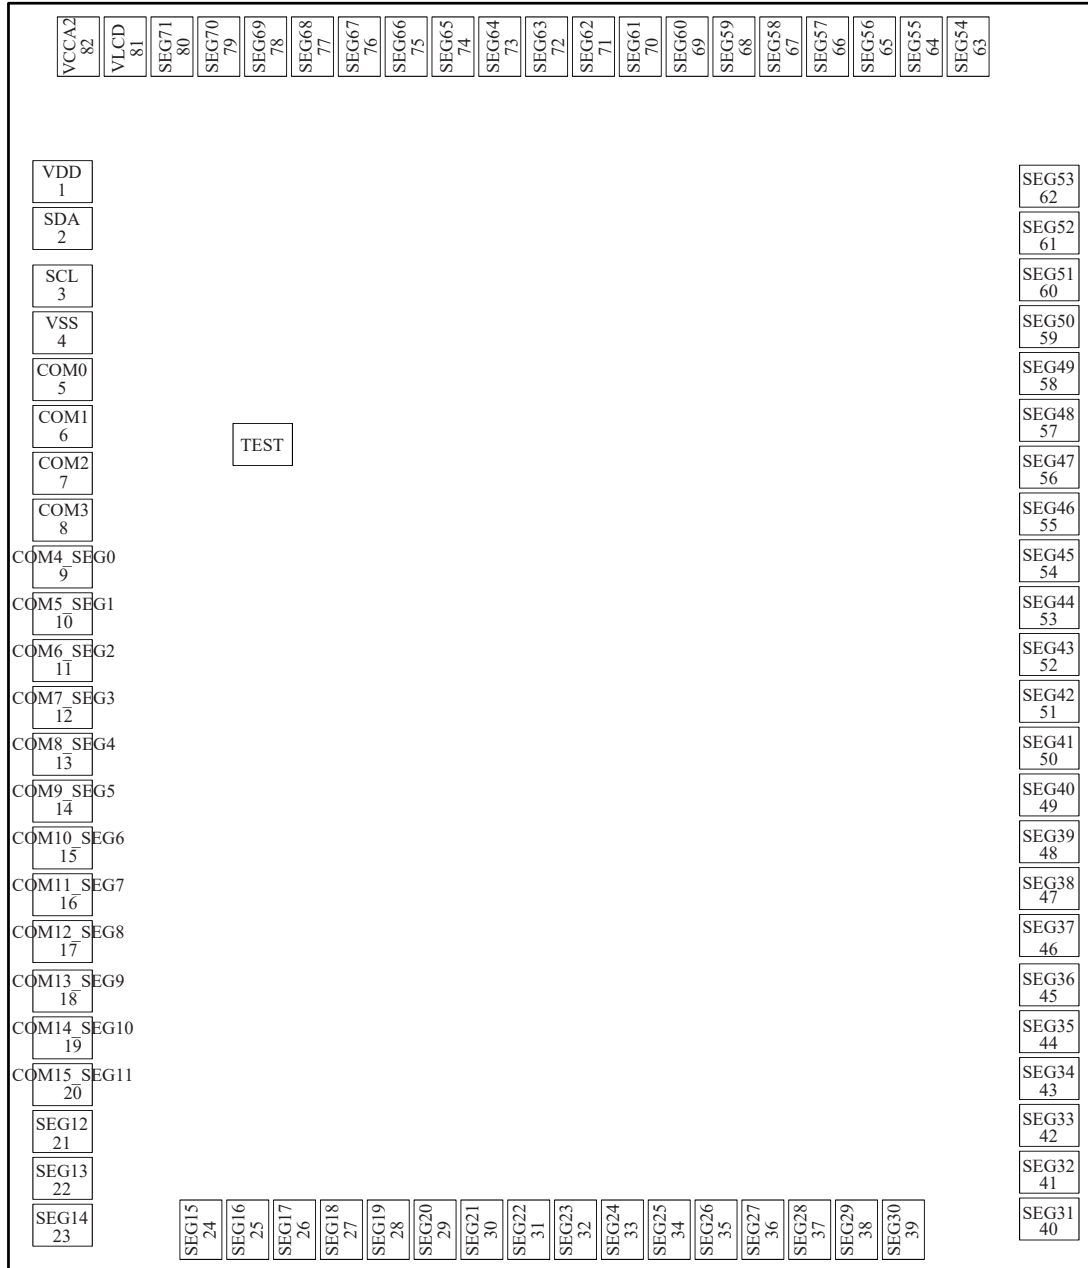 VCCA2
82
VLCD
81
SEG71
80
SEG70
79
SEG69
78
SEG68
77
SEG67
76
SEG66
75
SEG65
74
SEG64
73
SEG63
72
SEG62
71
SEG61
70
SEG60
69
SEG59
68
SEG58
67
SEG57
66
SEG56
65
SEG55
64
SEG54
63
VDD
1
SDA
2
SCL
3
VSS
4
COM0
5
COM1
6
COM2
7
COM3
8
COM4_SEG0
9
COM5_SEG1
10
COM6_SEG2
11
COM7_SEG3
12
COM8_SEG4
13
COM9_SEG5
14
COM10_SEG6
15
COM11_SEG7
16
COM12_SEG8
17
COM13_SEG9
18
COM14_SEG10
19
COM15_SEG11
20
SEG12
21
SEG13
22
SEG14
23
TEST
SEG15
24
SEG16
25
SEG17
26
SEG18
27
SEG19
28
SEG20
29
SEG21
30
SEG22
31
SEG23
32
SEG24
33
SEG25
34
SEG26
35
SEG27
36
SEG28
37
SEG29
38
SEG30
39
SEG53
62
SEG52
61
SEG51
60
SEG50
59
SEG49
58
SEG48
57
SEG47
56
SEG46
55
SEG45
54
SEG44
53
SEG43
52
SEG42
51
SEG41
50
SEG40
49
SEG39
48
SEG38
47
SEG37
46
SEG36
45
SEG35
44
SEG34
43
SEG33
42
SEG32
41
SEG31
40